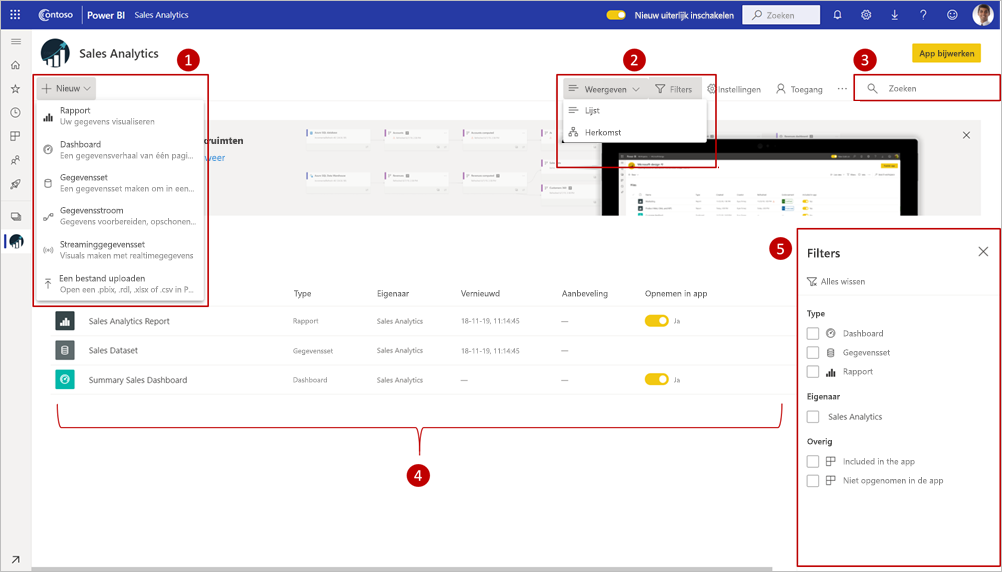 Contoso Power BI Sales Analytics Nieuw uiterlijk inschakelen Zoeken
Sales Analytics App bijwerken
1 2 3
Nieuw Weergeven Filters Instellingen Toegang ... Zoeken
Rapport
Uw gegevens visualiseren
Dashboard
Een gegevensverhaal van één pagi...
Gegevensset
Een gegevensset maken om in een...
Gegevensstroom
Gegevens voorbereiden, opschonen...
Streaminggegevensset
Visuals maken met realtimegegevens
Een bestand uploaden
Open een .pbix, .rdl, .xlsx of .csv in P...
Lijst
Herkomst
ruimten
weer
Type Eigenaar Vernieuwd Aanbeveling Opnemen in app
Sales Analytics Report Rapport Sales Analytics 18-11-19, 11:14:45 — Ja
Sales Dataset Gegevensset Sales Analytics 18-11-19, 11:14:45 —
Summary Sales Dashboard Dashboard Sales Analytics — — Ja
4
5
Filters
Alles wissen
Type
Dashboard
Gegevensset
Rapport
Eigenaar
Sales Analytics
Overig
Included in the app
Niet opgenomen in de app